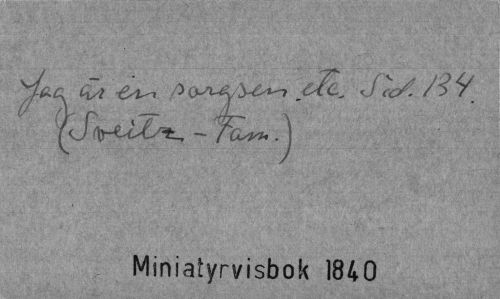 Jag är en sorgsen etc. Sid. 134.
(Sveitz - Fam.)
Miniatyrvisbok 1840